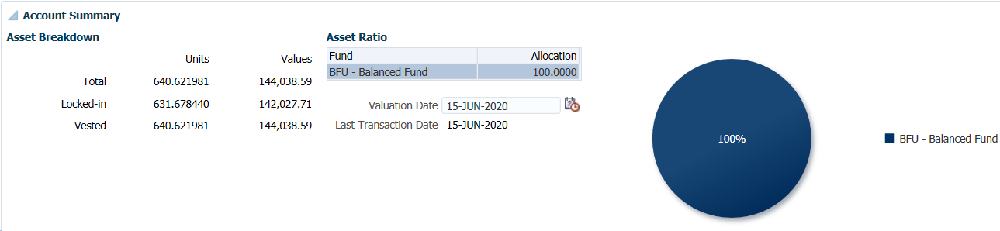 Account Summary
Asset Breakdown
Units Values
Total 640.621981 144,038.59
Locked-in 631.678440 142,027.71
Vested 640.621981 144,038.59
Asset Ratio
Fund Allocation
BFU - Balanced Fund 100.0000
Valuation Date 15-JUN-2020
Last Transaction Date 15-JUN-2020
100%
BFU - Balanced Fund